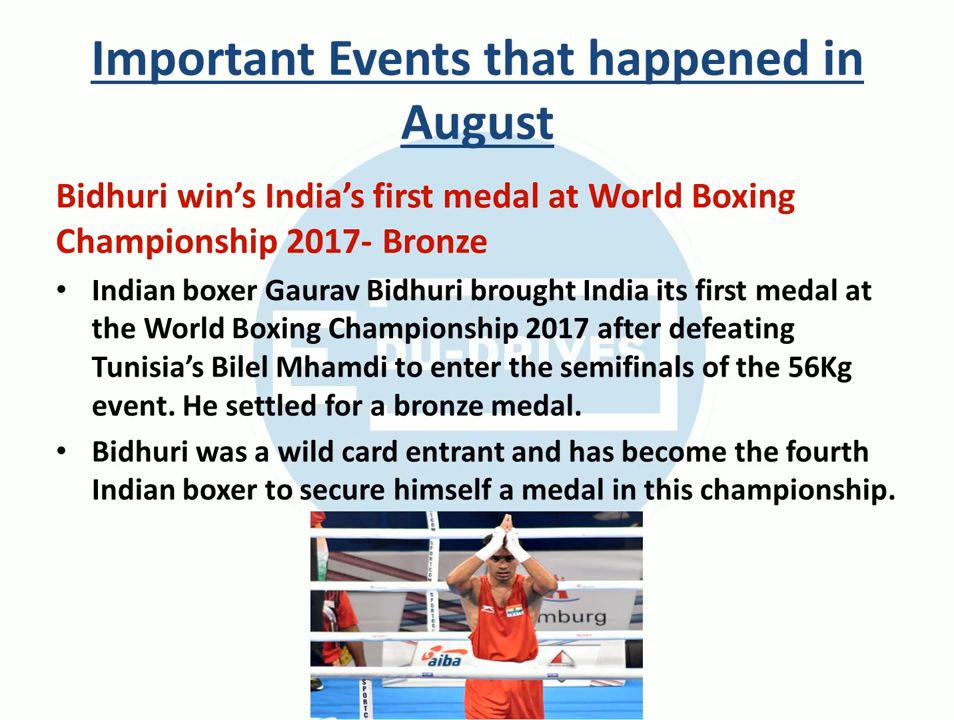 Important Events that happened in
August
Bidhuri win's India's first medal at World Boxing
Championship 2017- Bronze
• Indian boxer Gaurav Bidhuri brought India its first medal at
the World Boxing Championship 2017 after defeating
Tunisia's Bilel Mhamdi to enter the semifinals of the 56Kg
event. He settled for a bronze medal.
• Bidhuri was a wild card entrant and has become the fourth
Indian boxer to secure himself a medal in this championship.
DU-DRIVES
mburg
aiba